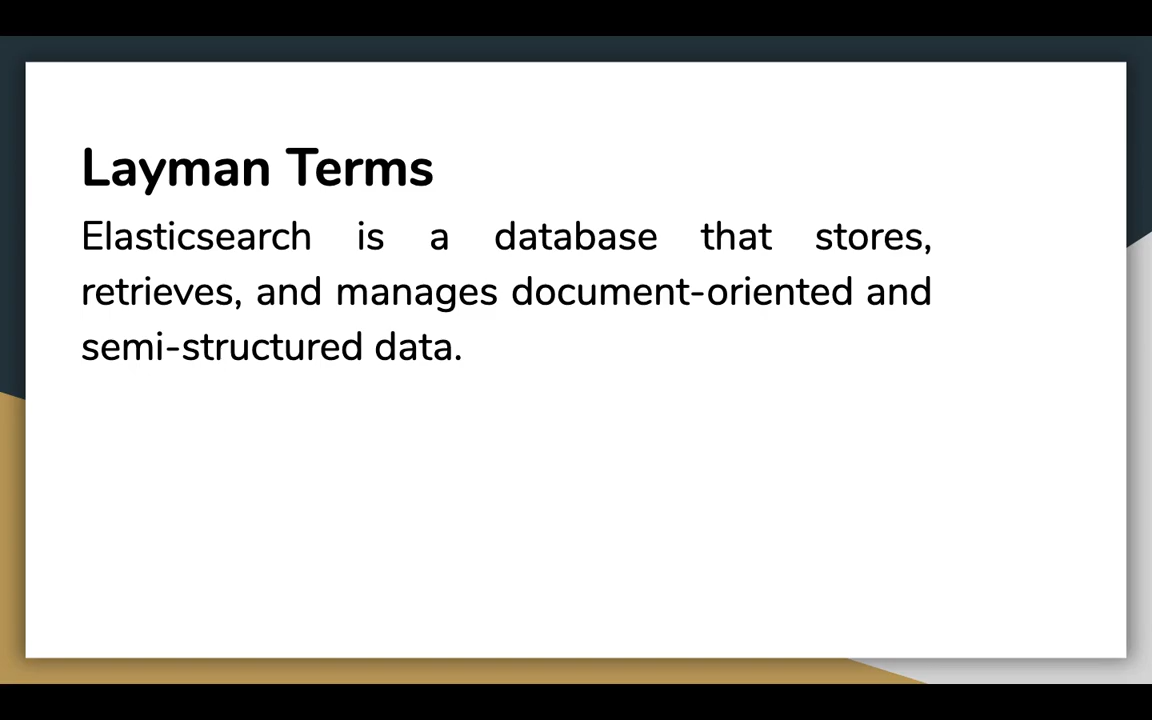 Layman Terms
Elasticsearch is a database that stores,
retrieves, and manages document-oriented and
semi-structured data.